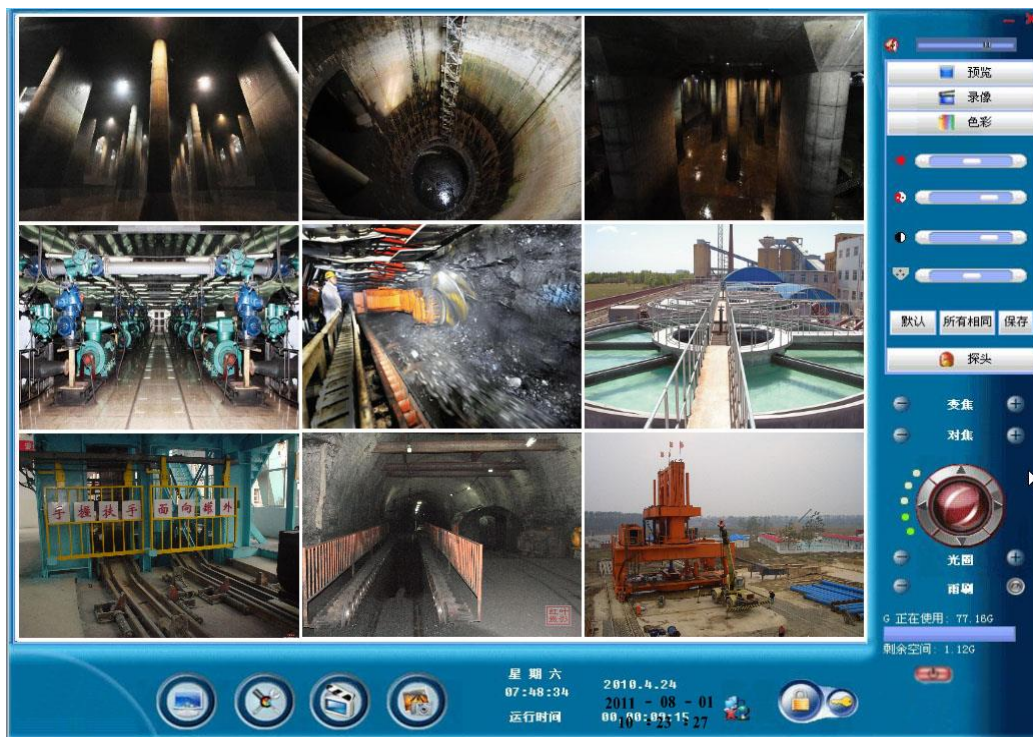 预览
录像
色彩
默认 所有相同 保存
探头
变焦
对焦
手握扶手 面向罐外
光圈
雨刷
G 正在使用: 77.16G
剩余空间: 1.12G
星期六
07:48:34
运行时间
2010.4.24
2011 - 08 - 01